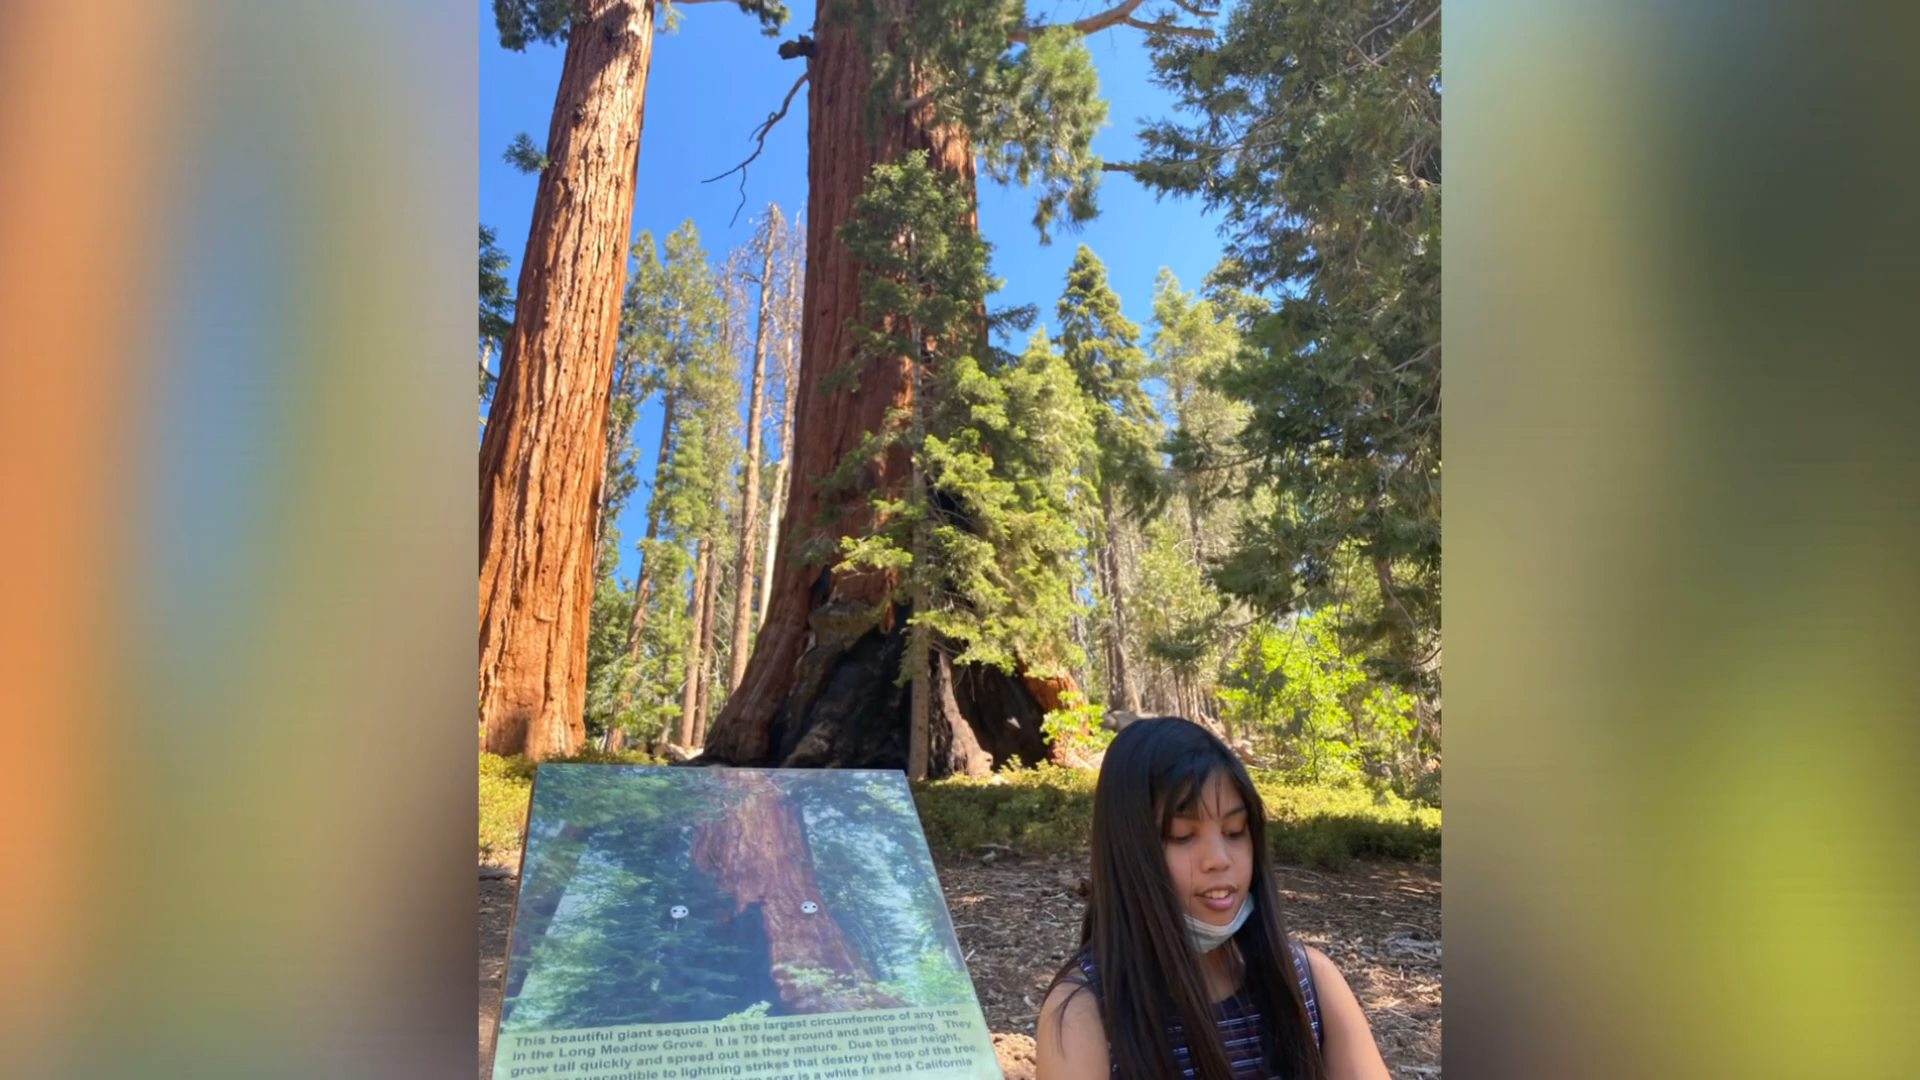 This beautiful giant sequoia has the largest circumference of any tree
in the Long Meadow Grove. It is 70 feet around and still growing. They
grow tall quickly and spread out as they mature. Due to their height,
susceptible to lightning strikes that destroy the top of the tree.
scar is a white fir and a California